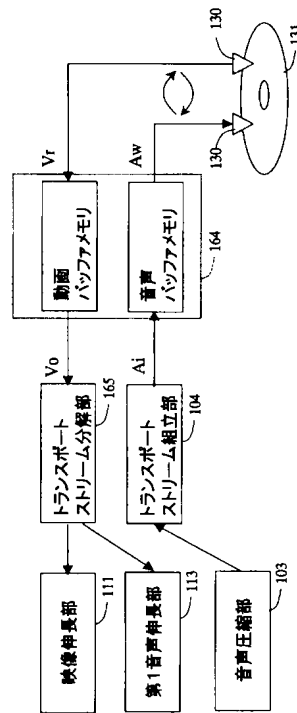 映像伸長部
111
トランスポート
ストリーム分解部
165
Vo
動画
バッファメモリ
Vr
130
第1音声伸長部
113
音声圧縮部
103
トランスポート
ストリーム組立部
104
Ai
音声
バッファメモリ
164
Aw
130
131